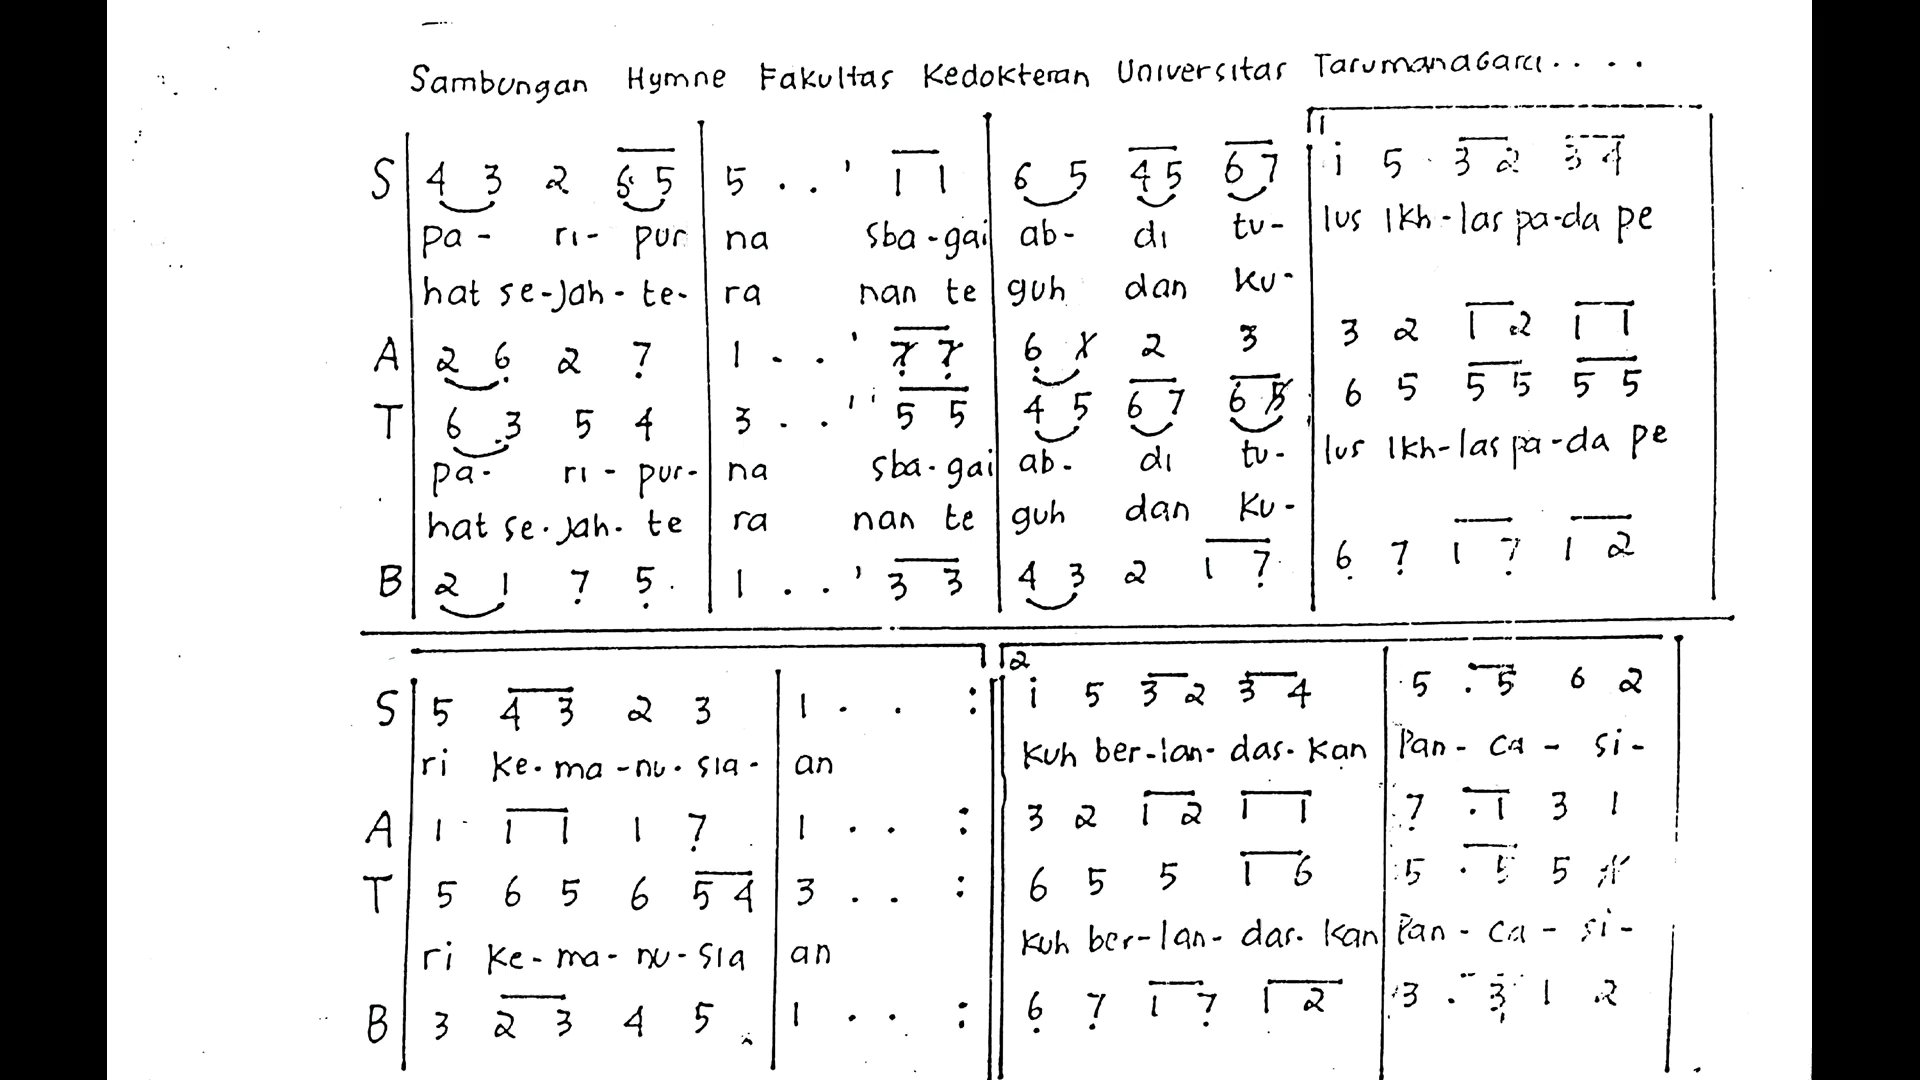 Sambungan Hymne Fakultas Kedokteran Universitas Tarumanagara....
1
S 4 3 2 6 5 | 5 . . ' 1 1 | 6 5 4 5 6 7 | i 5 3 2 3 4
pa - ri - pur | na sba - gai | ab - di tu - | lus Ikh - las pa - da pe
hat se - jah - te - | ra nan te | guh dan ku -
A 2 6̣ 2 7̣ | 1 . . ' 7̣ 7̣ | 6̣ 1 2 3 | 3 2 1 2 1 1
T 6 3 5 4 | 3 . . ' 5 5 | 4 5 6 7 6 5 | 6 5 5 5 5 5
pa - ri - pur - | na sba - gai | ab - di tu - | lus Ikh - las pa - da pe
hat se - jah - te | ra nan te | guh dan ku -
B 2 1 7̣ 5̣ | 1 . . ' 3 3 | 4 3 2 1 7̣ | 6̣ 7̣ 1 7̣ 1 2
2
S 5 4 3 2 3 | 1 . . : | i 5 3 2 3 4 | 5 . 5 6 2
ri ke - ma - nu - sia - | an | kuh ber - lan - das - kan | Pan - ca - si -
A 1 1 1 1 7̣ | 1 . . : | 3 2 1 2 1 1 | 7̣ . 1 3 1
T 5 6 5 6 5 4 | 3 . . : | 6 5 5 1 6 | 5 . 5 5
ri ke - ma - nu - sia | an | kuh ber - lan - das - kan | Pan - ca - si -
B 3 2 3 4 5 | 1 . . : | 6̣ 7̣ 1 7̣ 1 2 | 3 . 3 1 2